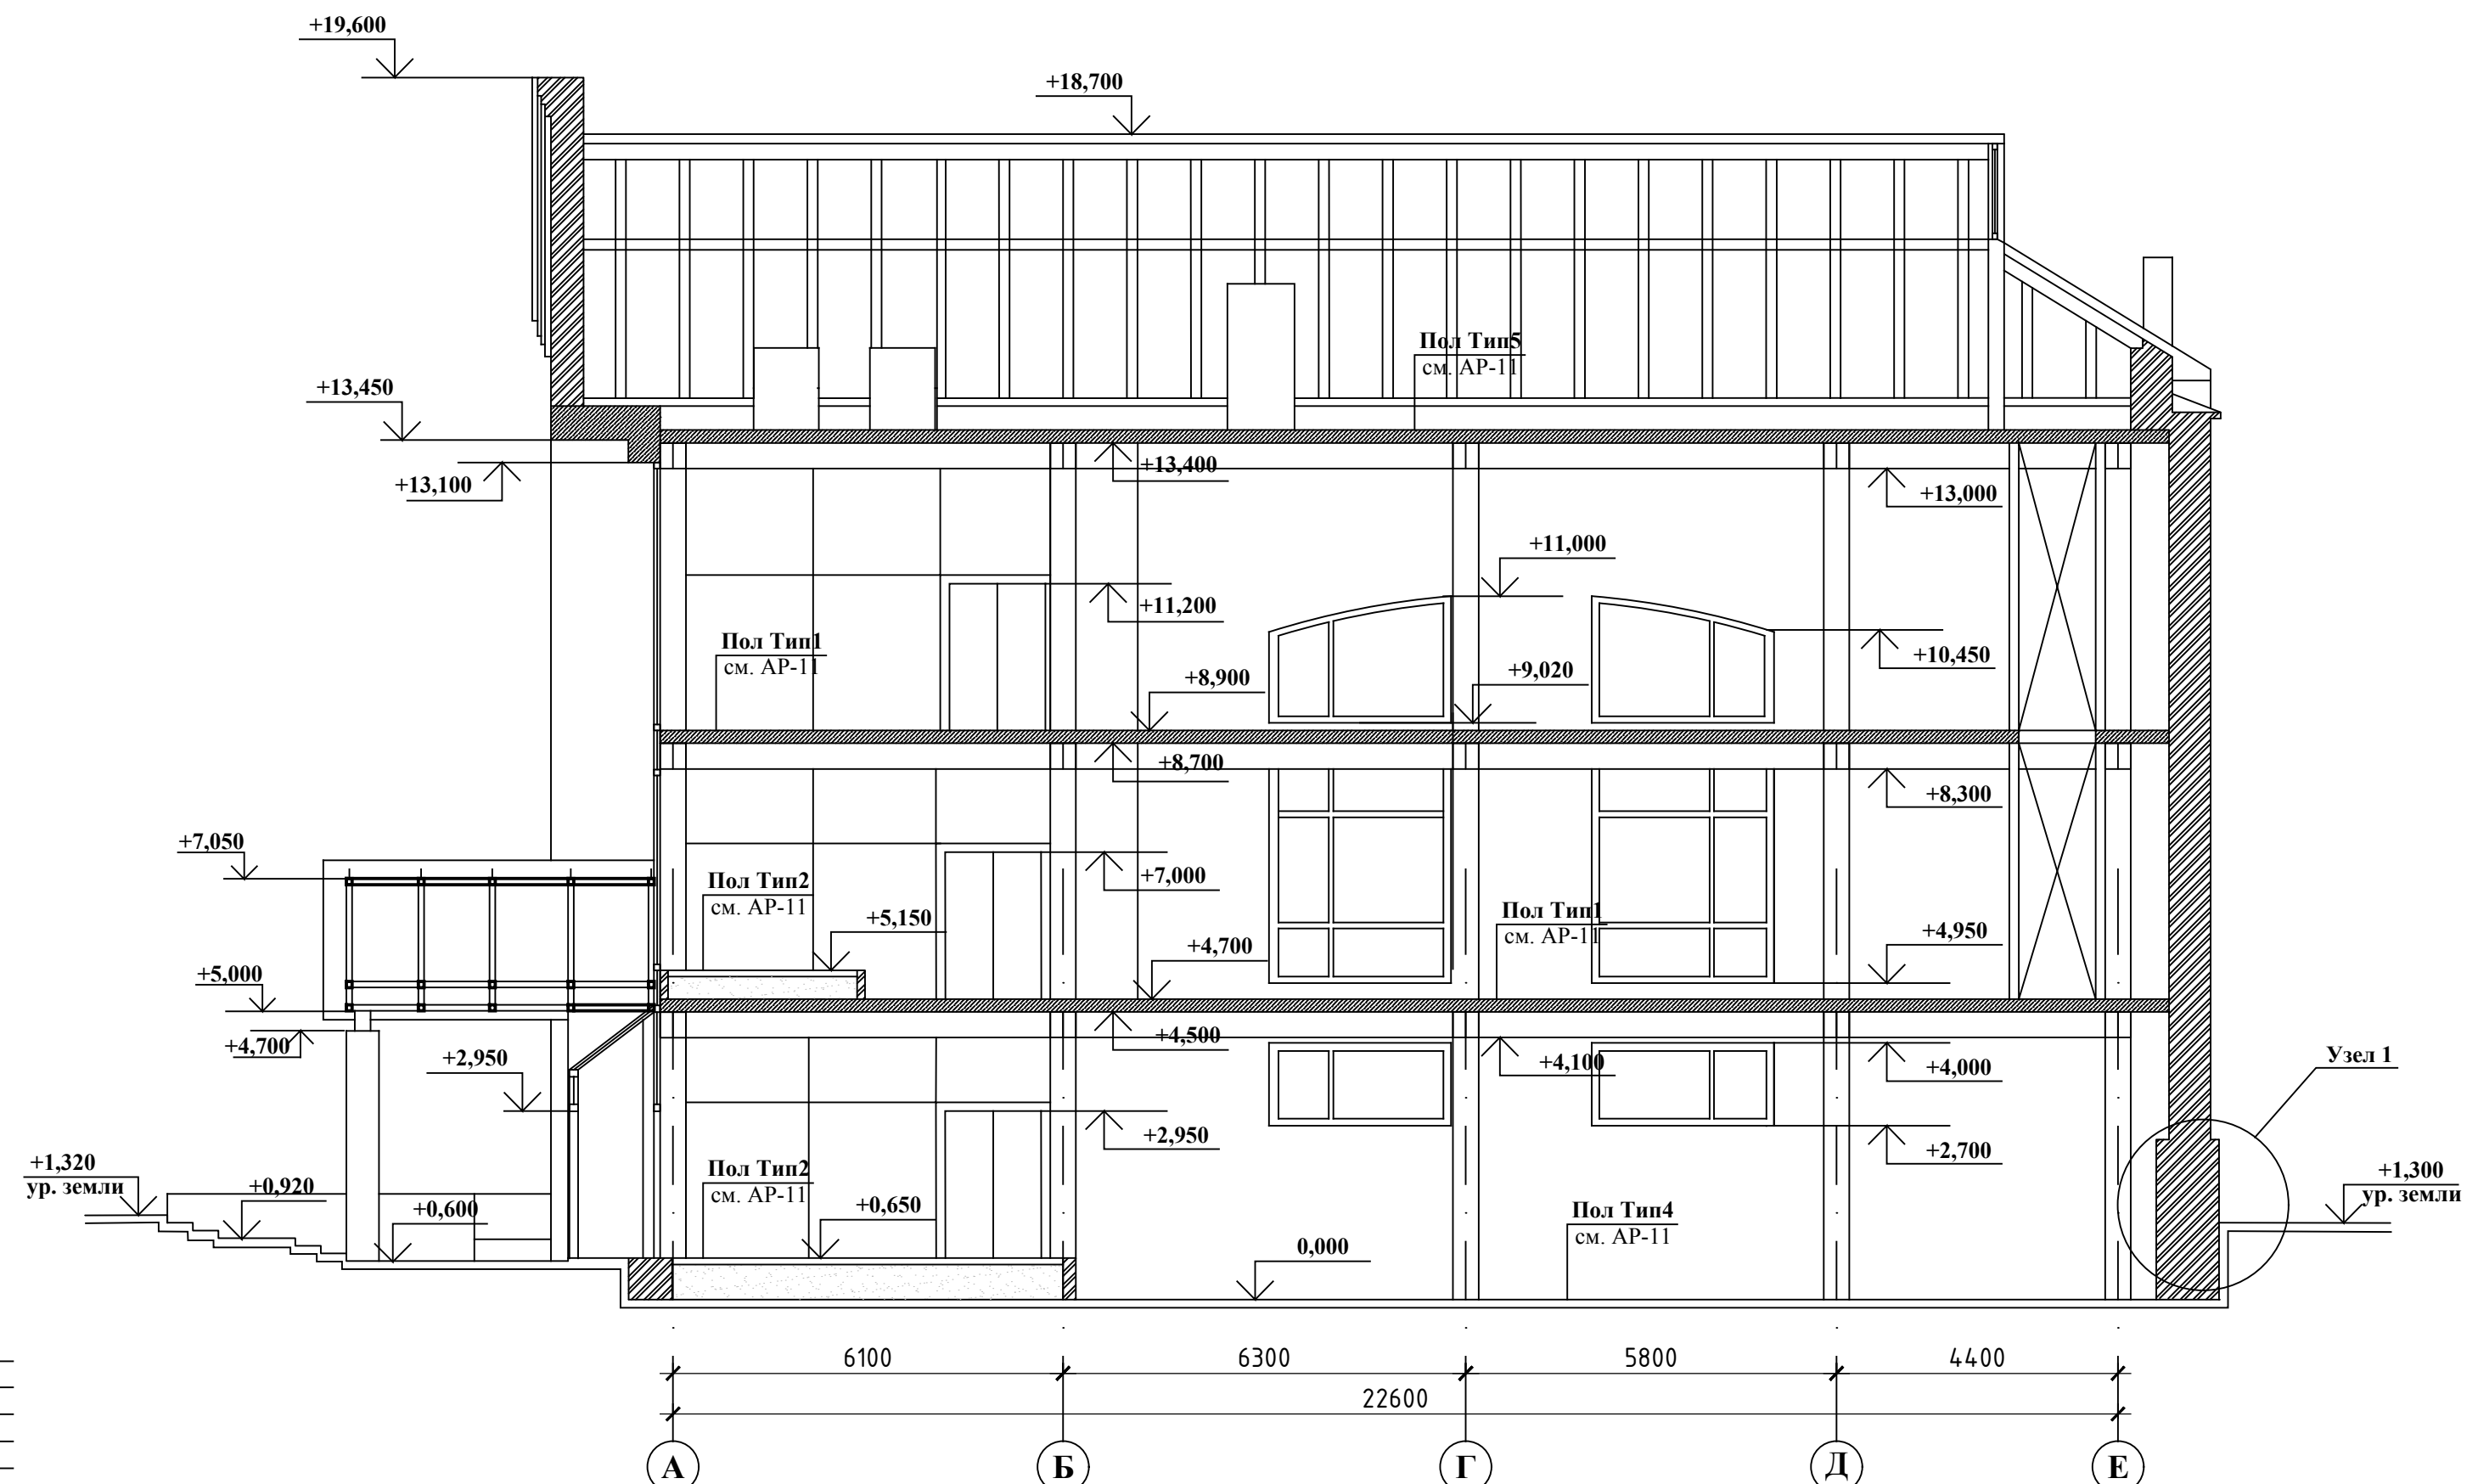 +19,600
+18,700
Пол Тип5
см. АР-11
+13,450
+13,400
+13,100
+13,000
+11,000
+11,200
Пол Тип1
см. АР-11
+10,450
+8,900
+9,020
+8,700
+8,300
+7,050
+7,000
Пол Тип2
см. АР-11
+5,150
Пол Тип1
см. АР-11
+4,700
+4,950
+5,000
+4,700
+4,500
+2,950
+4,100
+4,000
Узел 1
+2,950
+2,700
+1,320
ур. земли
+0,920
+0,600
Пол Тип2
см. АР-11
+0,650
+1,300
ур. земли
Пол Тип4
см. АР-11
0,000
6100
6300
5800
4400
22600
А
Б
Г
Д
Е